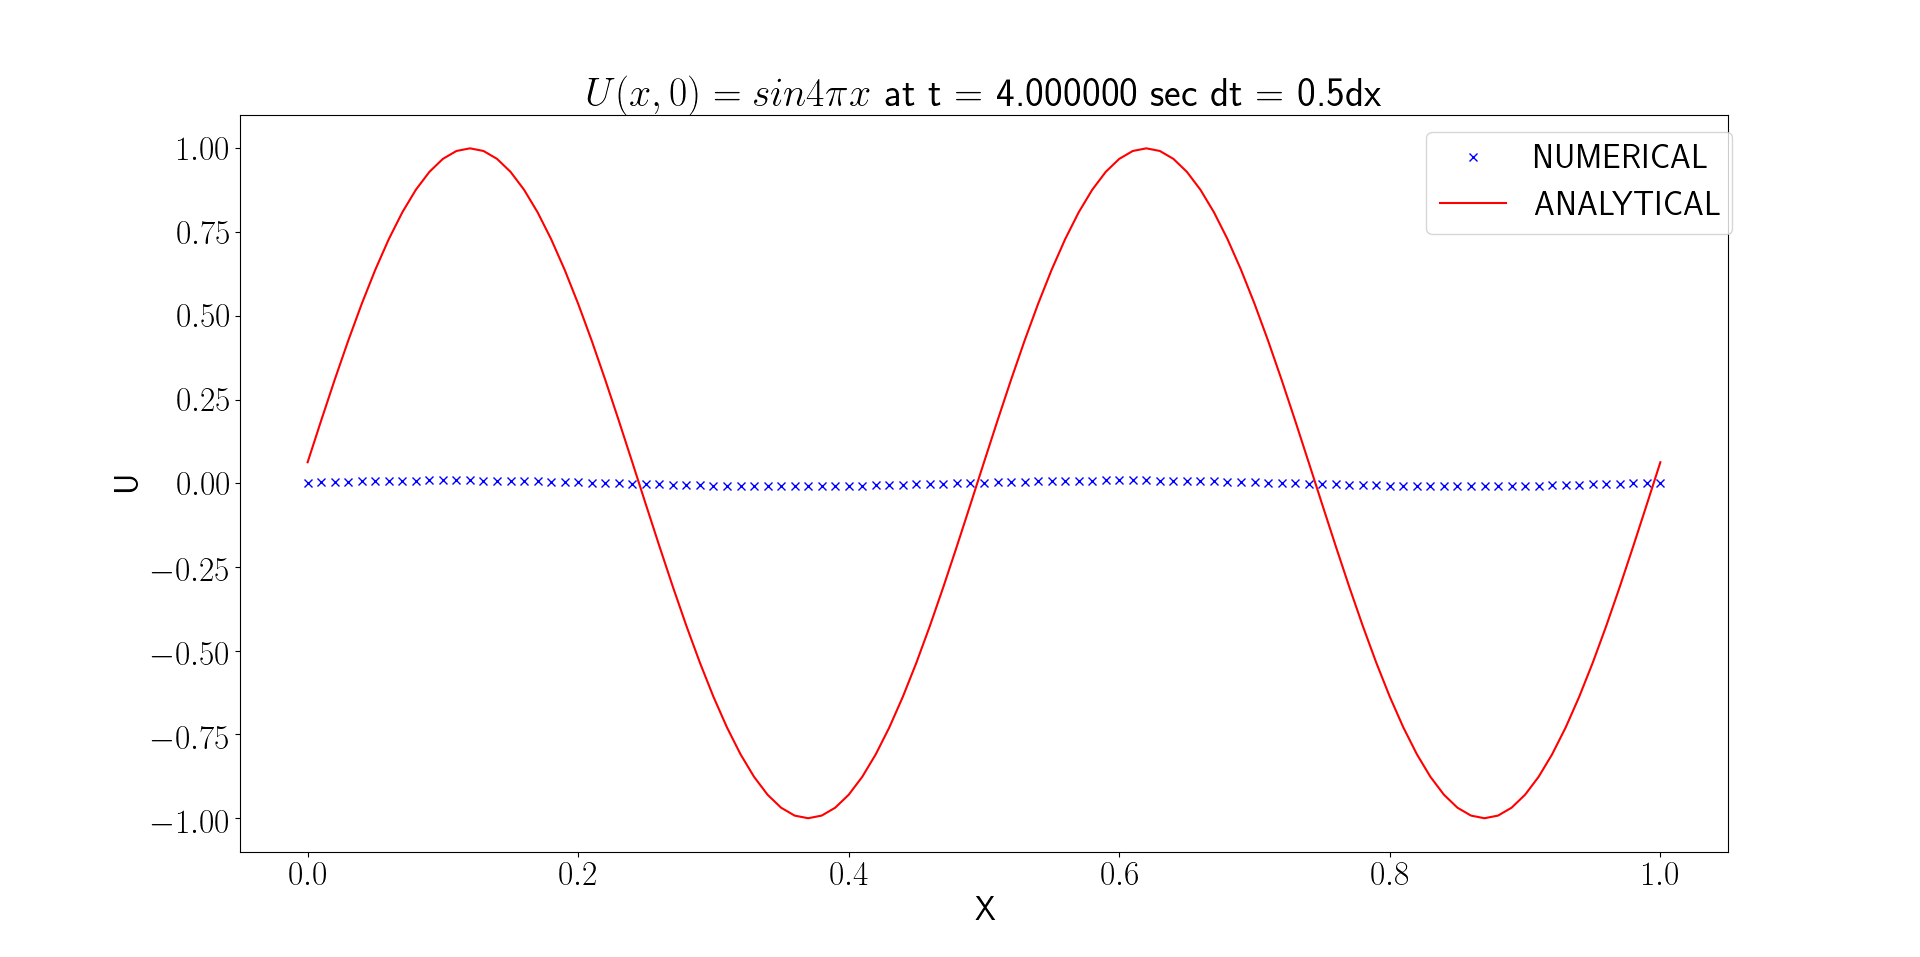 U(x, 0) = sin4πx at t = 4.000000 sec dt = 0.5dx
NUMERICAL
ANALYTICAL
1.00
0.75
0.50
0.25
0.00
−0.25
−0.50
−0.75
−1.00
U
0.0 0.2 0.4 0.6 0.8 1.0
X